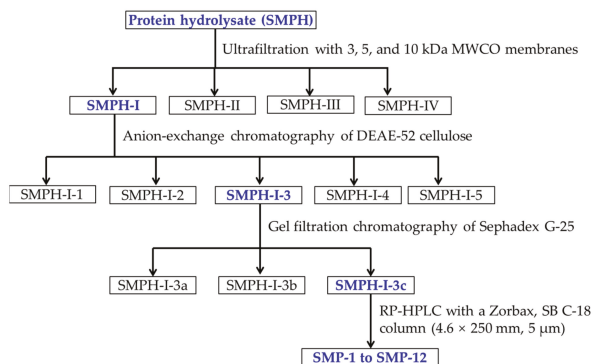 Protein hydrolysate (SMPH)
Ultrafiltration with 3, 5, and 10 kDa MWCO membranes
SMPH-I SMPH-II SMPH-III SMPH-IV
Anion-exchange chromatography of DEAE-52 cellulose
SMPH-I-1 SMPH-I-2 SMPH-I-3 SMPH-I-4 SMPH-I-5
Gel filtration chromatography of Sephadex G-25
SMPH-I-3a SMPH-I-3b SMPH-I-3c
RP-HPLC with a Zorbax, SB C-18
column (4.6 × 250 mm, 5 μm)
SMP-1 to SMP-12